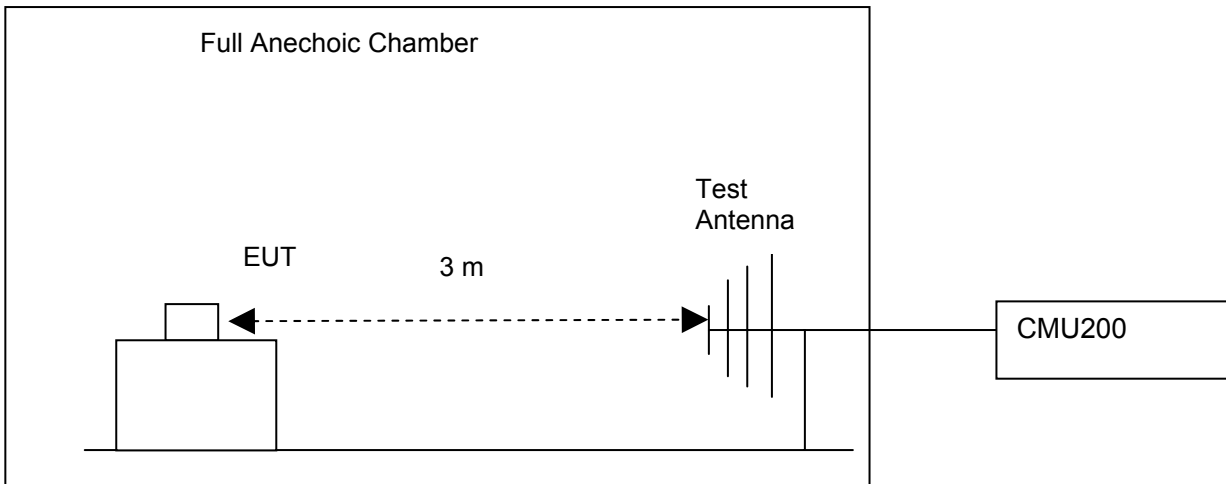 Full Anechoic Chamber
Test
Antenna
EUT
3 m
CMU200